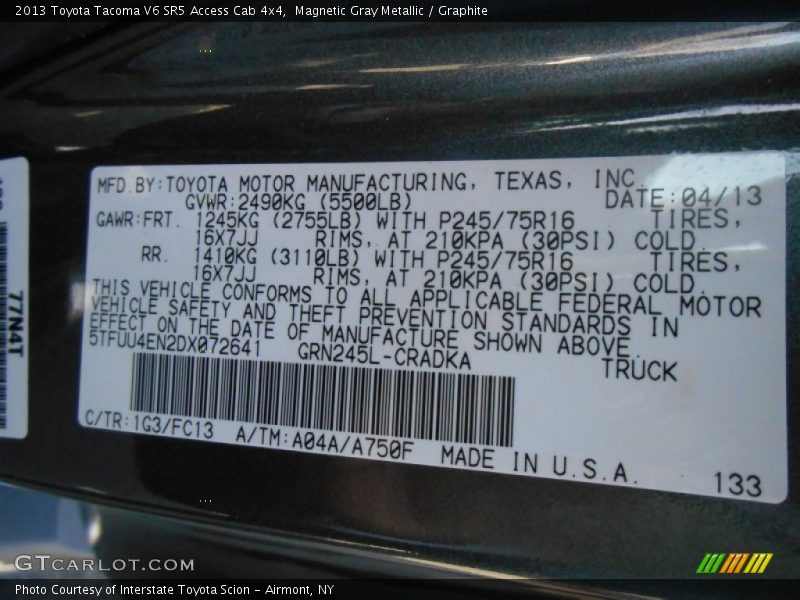 2013 Toyota Tacoma V6 SR5 Access Cab 4x4, Magnetic Gray Metallic / Graphite
MFD.BY:TOYOTA MOTOR MANUFACTURING, TEXAS, INC.
GVWR:2490KG (5500LB) DATE:04/13
GAWR:FRT. 1245KG (2755LB) WITH P245/75R16 TIRES,
16X7JJ RIMS, AT 210KPA (30PSI) COLD.
RR. 1410KG (3110LB) WITH P245/75R16 TIRES,
16X7JJ RIMS, AT 210KPA (30PSI) COLD.
THIS VEHICLE CONFORMS TO ALL APPLICABLE FEDERAL MOTOR
VEHICLE SAFETY AND THEFT PREVENTION STANDARDS IN
EFFECT ON THE DATE OF MANUFACTURE SHOWN ABOVE.
5TFUU4EN2DX072641 GRN245L-CRADKA TRUCK
C/TR:1G3/FC13 A/TM:A04A/A750F MADE IN U.S.A.
133
77N4T
GTCARLOT.COM
Photo Courtesy of Interstate Toyota Scion - Airmont, NY